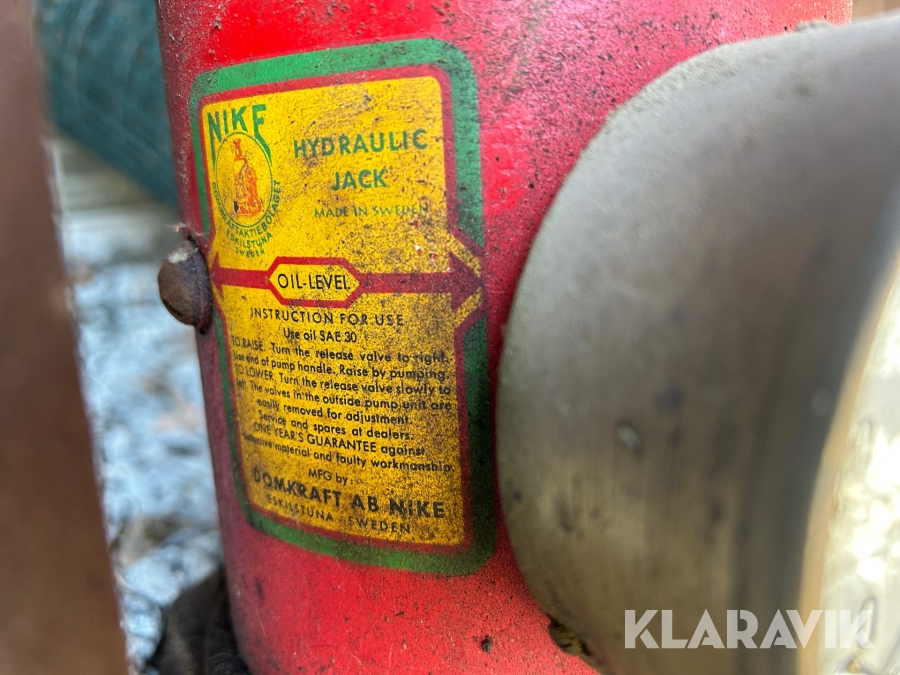 NIKE
HYDRAULIC
JACK
MADE IN SWEDEN
DOMKRAFTAKTIEBOLAGET
ESKILSTUNA
SWEDEN
OIL-LEVEL
INSTRUCTION FOR USE
Use oil SAE 30
TO RAISE. Turn the release valve to right.
Use end of pump handle. Raise by pumping.
TO LOWER. Turn the release valve slowly to
left. The valves in the outside pump unit are
easily removed for adjustment.
Service and spares at dealers.
ONE YEAR'S GUARANTEE against
defective material and faulty workmanship.
MFG by:
DOMKRAFT AB NIKE
ESKILSTUNA - SWEDEN
KLARAVIK